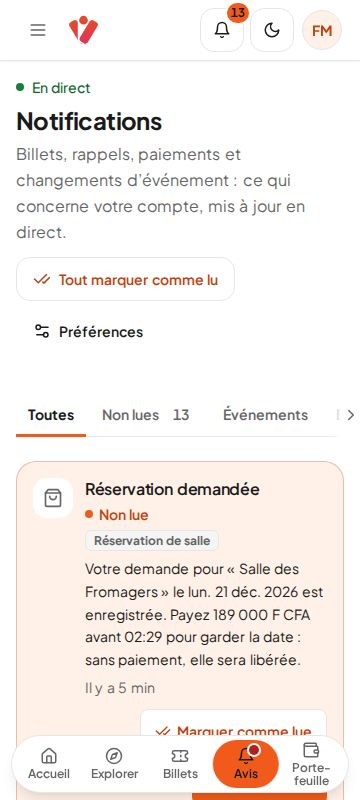 13
FM
En direct
Notifications
Billets, rappels, paiements et
changements d’événement : ce qui
concerne votre compte, mis à jour en
direct.
Tout marquer comme lu
Préférences
Toutes
Non lues 13
Événements
Réservation demandée
Non lue
Réservation de salle
Votre demande pour « Salle des
Fromagers » le lun. 21 déc. 2026 est
enregistrée. Payez 189 000 F CFA
avant 02:29 pour garder la date :
sans paiement, elle sera libérée.
Il y a 5 min
Marquer comme lue
Accueil
Explorer
Billets
Avis
Porte-
feuille